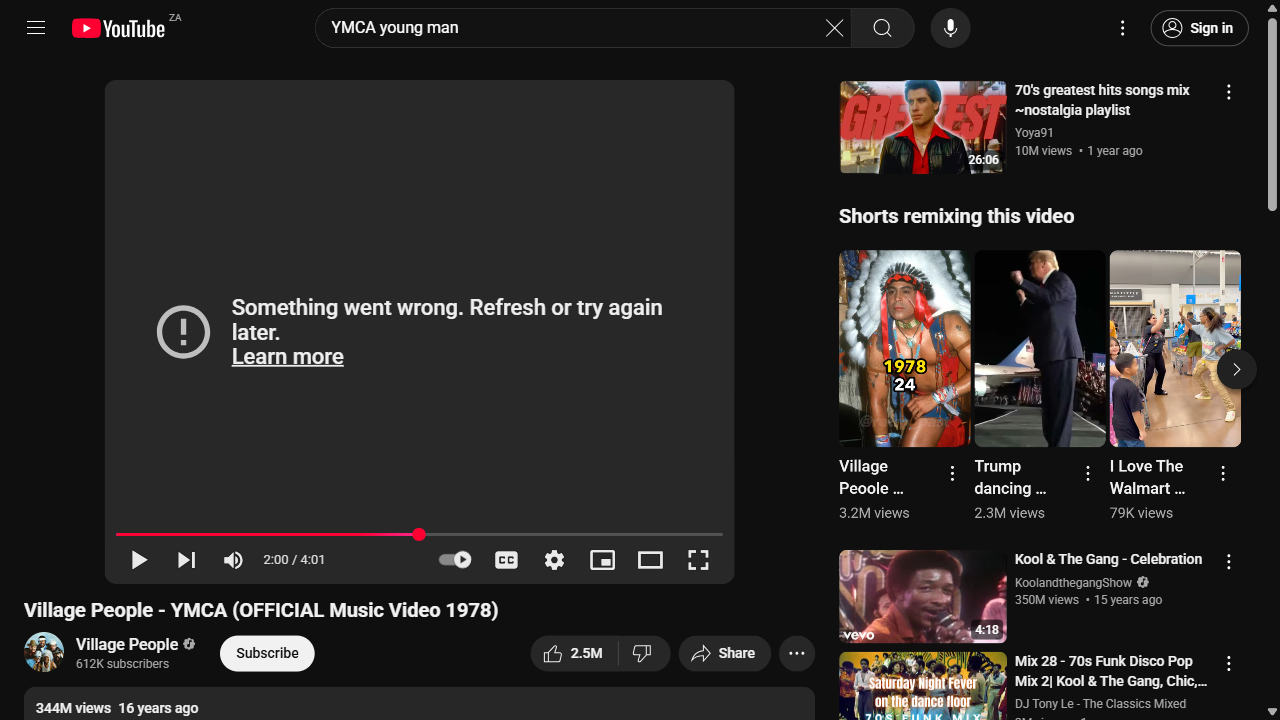 YouTube ZA
YMCA young man
Sign in
Something went wrong. Refresh or try again
later.
Learn more
2:00 / 4:01
CC
Village People - YMCA (OFFICIAL Music Video 1978)
Village People
612K subscribers
Subscribe
2.5M
Share
344M views 16 years ago
GREATEST
26:06
70's greatest hits songs mix
~nostalgia playlist
Yoya91
10M views • 1 year ago
Shorts remixing this video
1978
24
Village
Peoole ...
3.2M views
Trump
dancing ...
2.3M views
I Love The
Walmart ...
79K views
vevo
4:18
Kool & The Gang - Celebration
KoolandthegangShow
350M views • 15 years ago
Saturday Night Fever
on the dance floor
70S FUNK MIX
Mix 28 - 70s Funk Disco Pop
Mix 2| Kool & The Gang, Chic,...
DJ Tony Le - The Classics Mixed